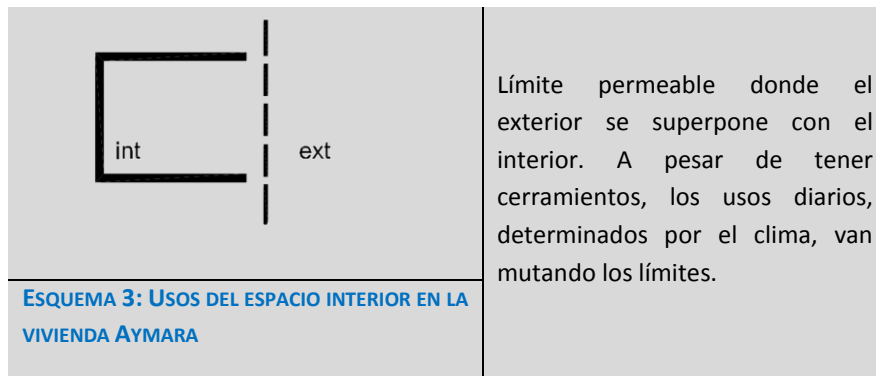 int
ext
ESQUEMA 3: USOS DEL ESPACIO INTERIOR EN LA
VIVIENDA AYMARA
Límite permeable donde el
exterior se superpone con el
interior. A pesar de tener
cerramientos, los usos diarios,
determinados por el clima, van
mutando los límites.